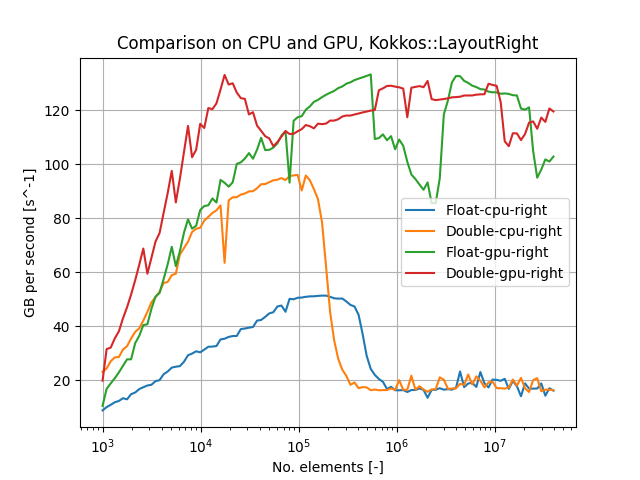 Comparison on CPU and GPU, Kokkos::LayoutRight
GB per second [s^-1]
120
100
80
60
40
20
Float-cpu-right
Double-cpu-right
Float-gpu-right
Double-gpu-right
10³ 10⁴ 10⁵ 10⁶ 10⁷
No. elements [-]